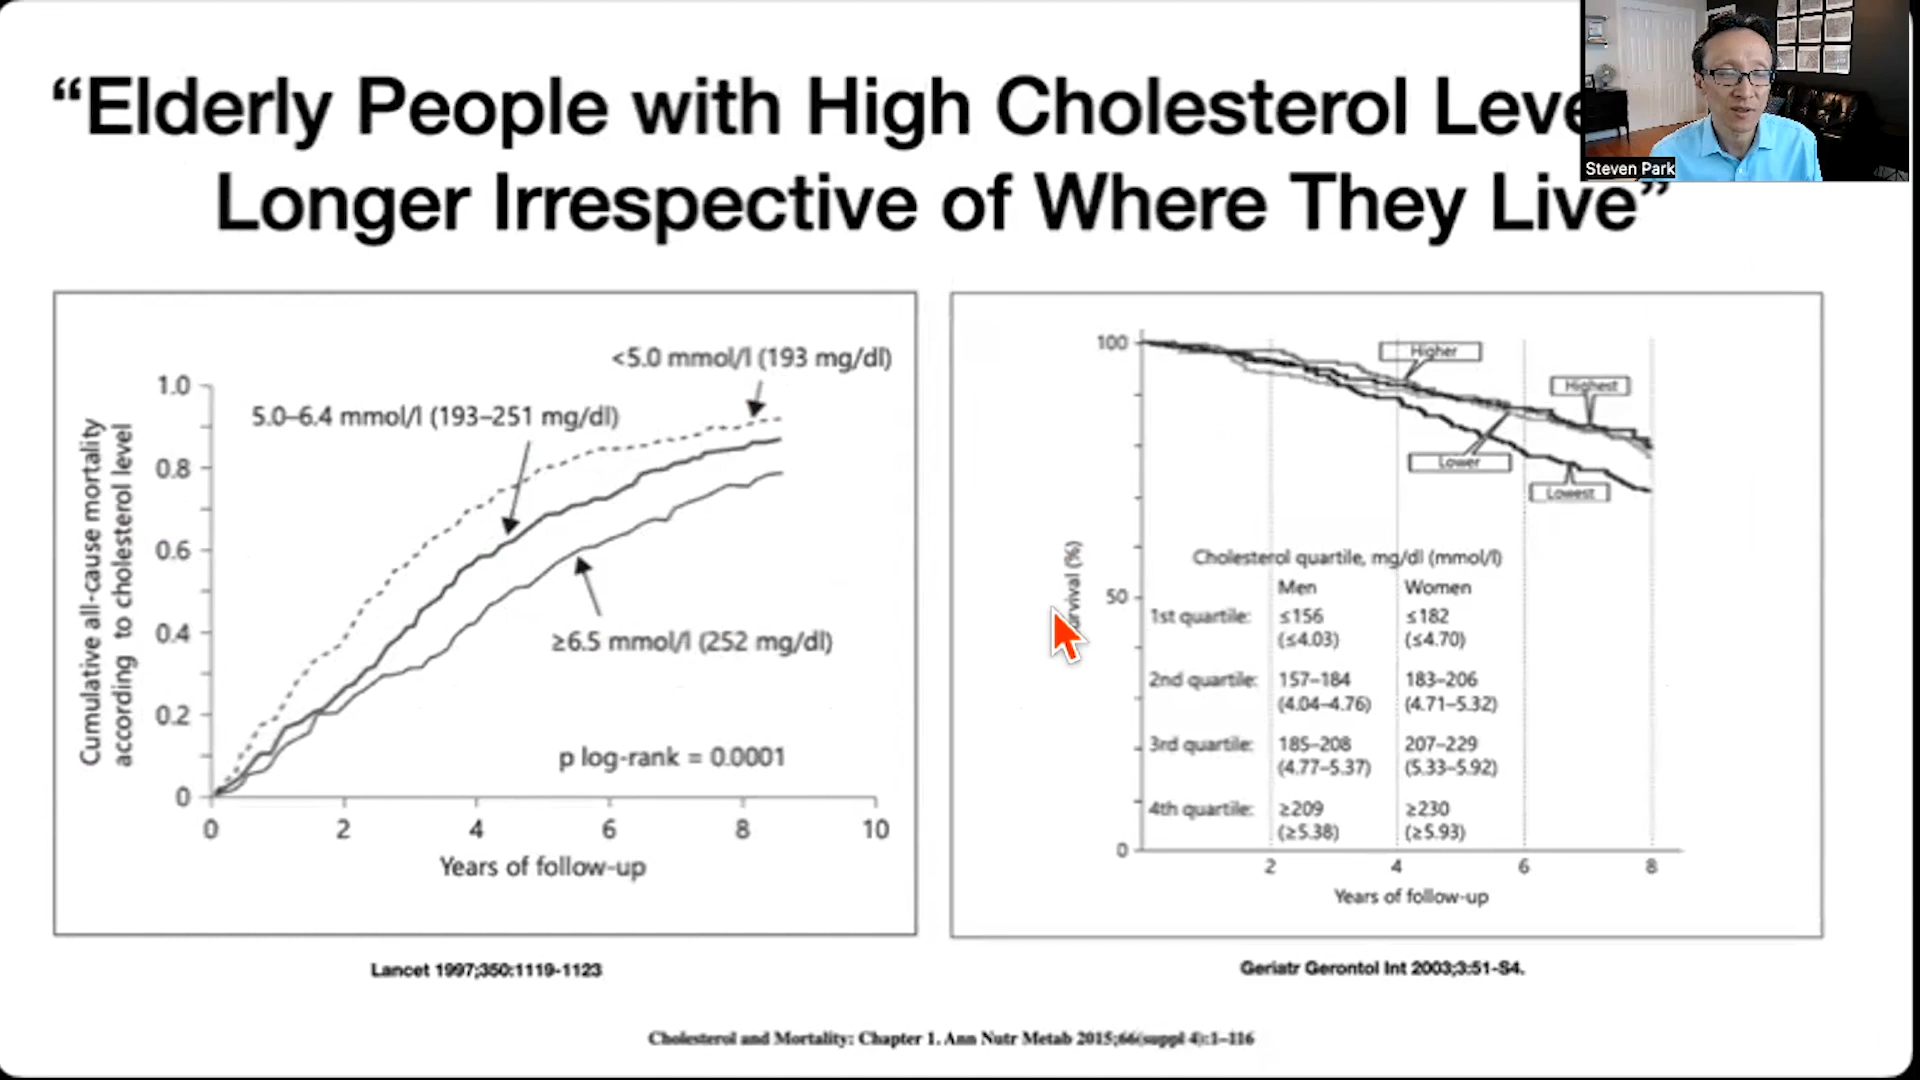 “Elderly People with High Cholesterol Leve
Longer Irrespective of Where They Live”
Steven Park
<5.0 mmol/l (193 mg/dl)
5.0–6.4 mmol/l (193–251 mg/dl)
≥6.5 mmol/l (252 mg/dl)
p log-rank = 0.0001
Cumulative all-cause mortality
according to cholesterol level
1.0
0.8
0.6
0.4
0.2
0
0 2 4 6 8 10
Years of follow-up
Lancet 1997;350:1119-1123
100
50
0
Higher
Highest
Lower
Lowest
Cholesterol quartile, mg/dl (mmol/l)
Men Women
1st quartile: ≤156 ≤182
(≤4.03) (≤4.70)
2nd quartile: 157–184 183–206
(4.04–4.76) (4.71–5.32)
3rd quartile: 185–208 207–229
(4.77–5.37) (5.33–5.92)
4th quartile: ≥209 ≥230
(≥5.38) (≥5.93)
urvival (%)
2 4 6 8
Years of follow-up
Geriatr Gerontol Int 2003;3:S1-S4.
Cholesterol and Mortality: Chapter 1. Ann Nutr Metab 2015;66(suppl 4):1–116